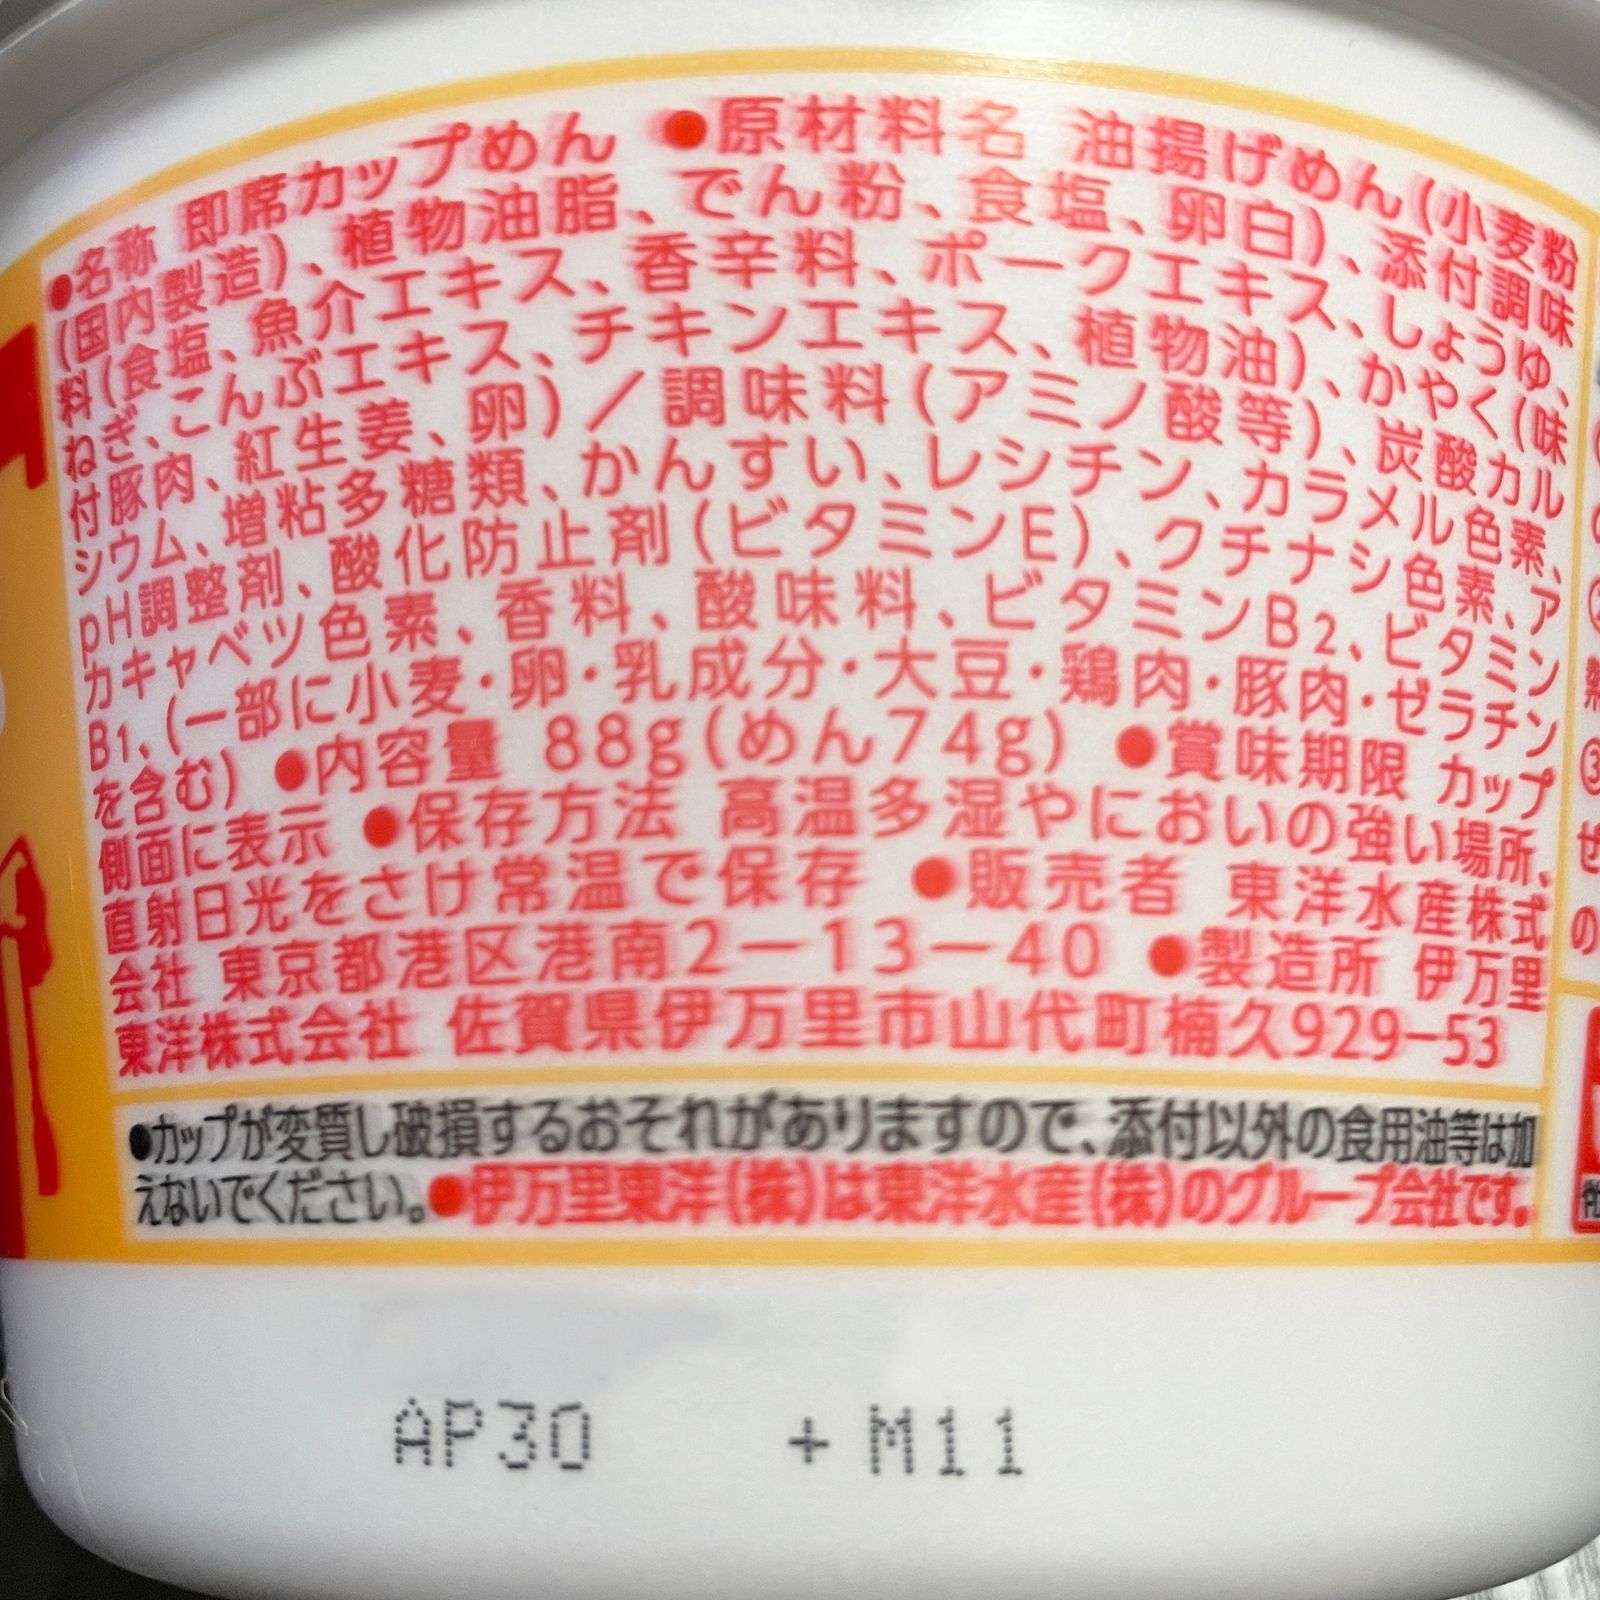 ●名称 即席カップめん ●原材料名 油揚げめん(小麦粉
(国内製造)、植物油脂、でん粉、食塩、卵白)、添付調味
料(食塩、魚介エキス、香辛料、ポークエキス、しょうゆ、
ねぎ、こんぶエキス、チキンエキス、植物油)、かやく(味
付豚肉、紅生姜、卵)/調味料(アミノ酸等)、炭酸カル
シウム、増粘多糖類、かんすい、レシチン、カラメル色素、
pH調整剤、酸化防止剤(ビタミンE)、クチナシ色素、ア
カキャベツ色素、香料、酸味料、ビタミンB2、ビタミン
B1、(一部に小麦・卵・乳成分・大豆・鶏肉・豚肉・ゼラチン
を含む) ●内容量 88g(めん74g) ●賞味期限 カップ
側面に表示 ●保存方法 高温多湿やにおいの強い場所、
直射日光をさけ常温で保存 ●販売者 東洋水産株式
会社 東京都港区港南2ー13ー40 ●製造所 伊万里
東洋株式会社 佐賀県伊万里市山代町楠久929ー53
●カップが変質し破損するおそれがありますので、添付以外の食用油等は加
えないでください。●伊万里東洋(株)は東洋水産(株)のグループ会社です。
AP30 +M11